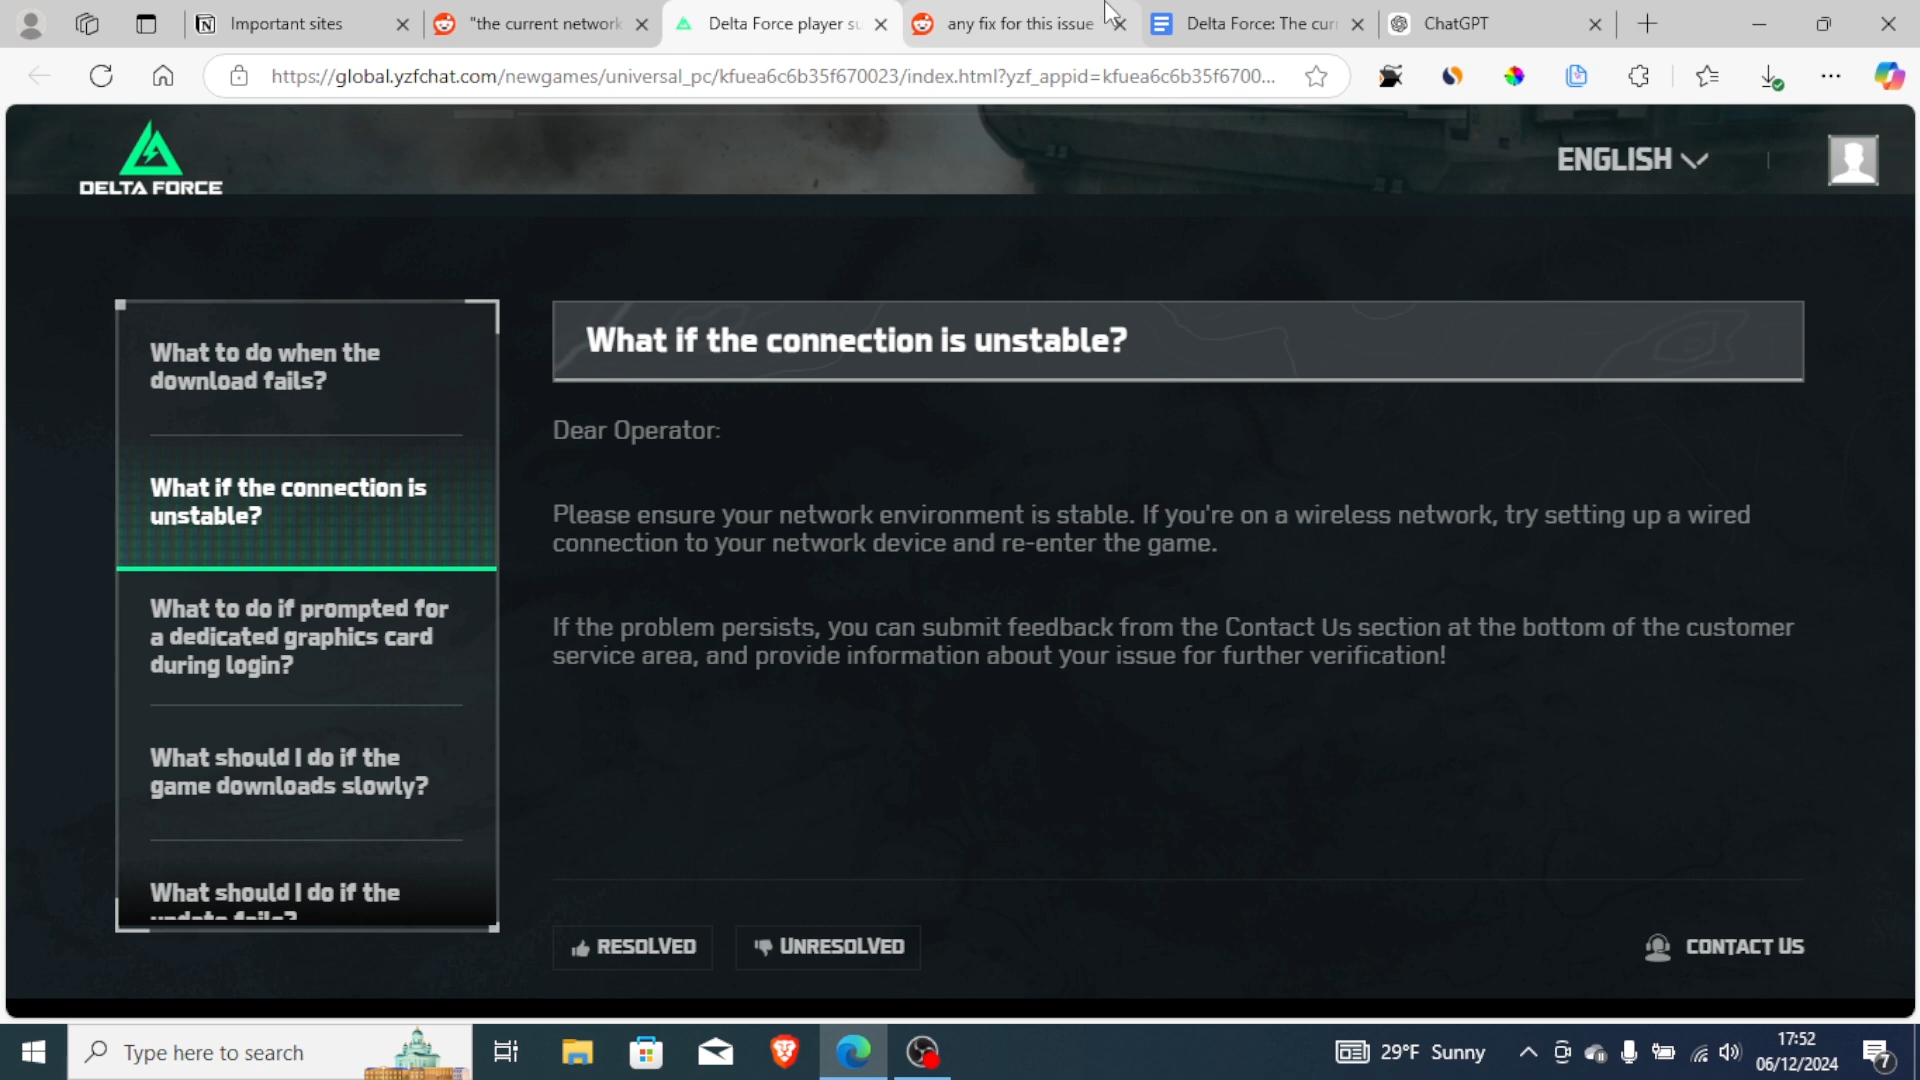 Important sites
"the current network
Delta Force player su
any fix for this issue
Delta Force: The curr
ChatGPT
https://global.yzfchat.com/newgames/universal_pc/kfuea6c6b35f670023/index.html?yzf_appid=kfuea6c6b35f6700...
DELTA FORCE
ENGLISH
What to do when the
download fails?
What if the connection is
unstable?
What to do if prompted for
a dedicated graphics card
during login?
What should I do if the
game downloads slowly?
What should I do if the
update fails?
What if the connection is unstable?
Dear Operator:
Please ensure your network environment is stable. If you're on a wireless network, try setting up a wired
connection to your network device and re-enter the game.
If the problem persists, you can submit feedback from the Contact Us section at the bottom of the customer
service area, and provide information about your issue for further verification!
RESOLVED
UNRESOLVED
CONTACT US
Type here to search
29°F Sunny
17:52
06/12/2024
7